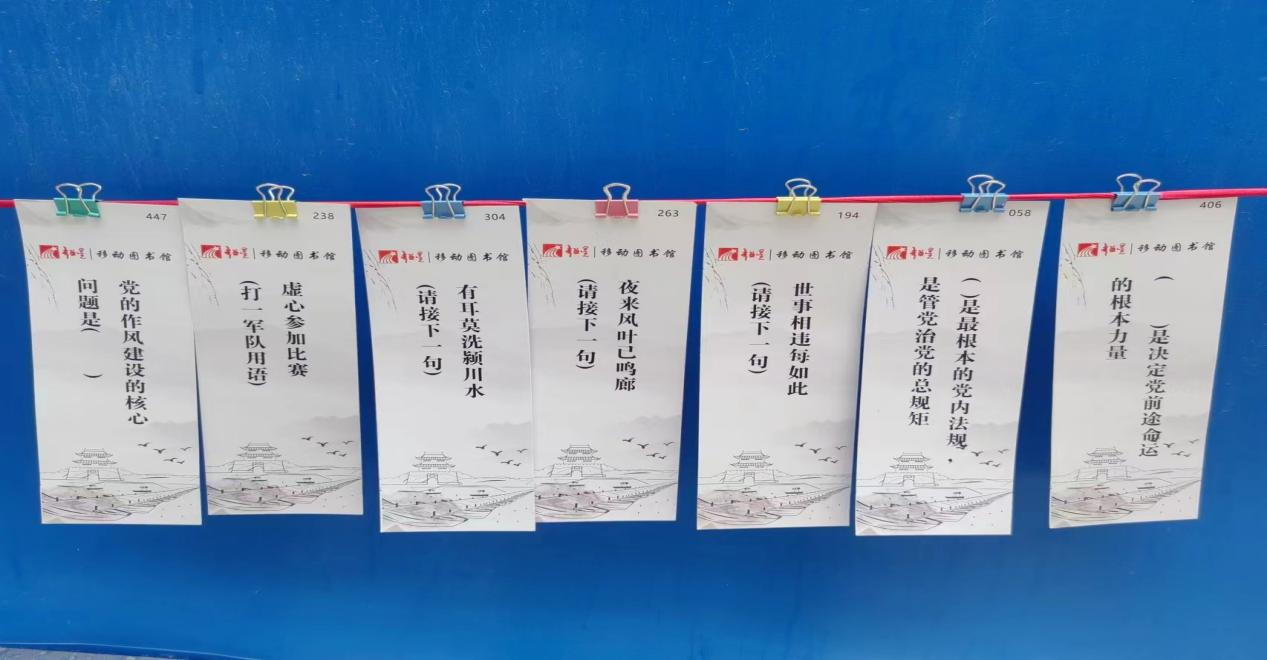 447
移动图书馆
党的作风建设的核心
问题是( )
238
移动图书馆
虚心参加比赛
(打一军队用语)
304
移动图书馆
有耳莫洗颍川水
(请接下一句)
263
移动图书馆
夜来风叶已鸣廊
(请接下一句)
194
移动图书馆
世事相违每如此
(请接下一句)
058
移动图书馆
( )是最根本的党内法规,
是管党治党的总规矩
406
移动图书馆
( )是决定党前途命运
的根本力量